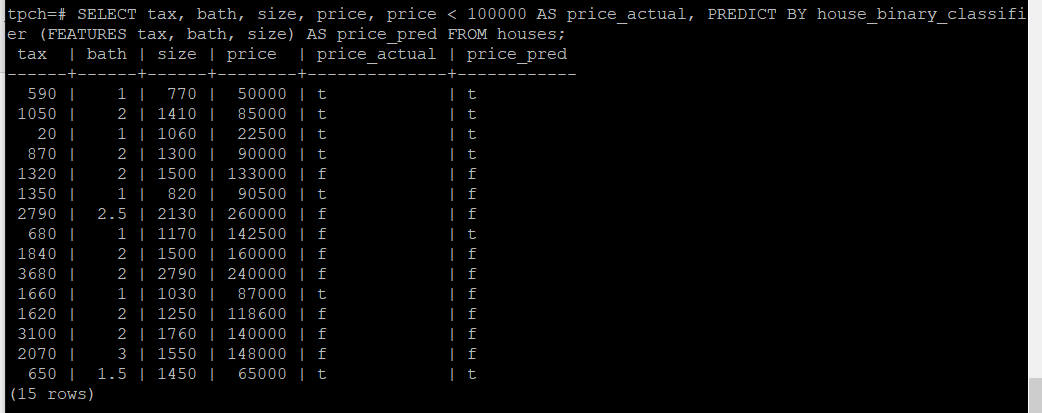 tpch=# SELECT tax, bath, size, price, price < 100000 AS price_actual, PREDICT BY house_binary_classifi
er (FEATURES tax, bath, size) AS price_pred FROM houses;
 tax  | bath | size | price  | price_actual | price_pred
------+------+------+--------+--------------+------------
  590 |    1 |  770 |  50000 | t            | t
 1050 |    2 | 1410 |  85000 | t            | t
   20 |    1 | 1060 |  22500 | t            | t
  870 |    2 | 1300 |  90000 | t            | t
 1320 |    2 | 1500 | 133000 | f            | f
 1350 |    1 |  820 |  90500 | t            | f
 2790 |  2.5 | 2130 | 260000 | f            | f
  680 |    1 | 1170 | 142500 | f            | t
 1840 |    2 | 1500 | 160000 | f            | f
 3680 |    2 | 2790 | 240000 | f            | f
 1660 |    1 | 1030 |  87000 | t            | f
 1620 |    2 | 1250 | 118600 | f            | f
 3100 |    2 | 1760 | 140000 | f            | f
 2070 |    3 | 1550 | 148000 | f            | f
  650 |  1.5 | 1450 |  65000 | t            | t
(15 rows)